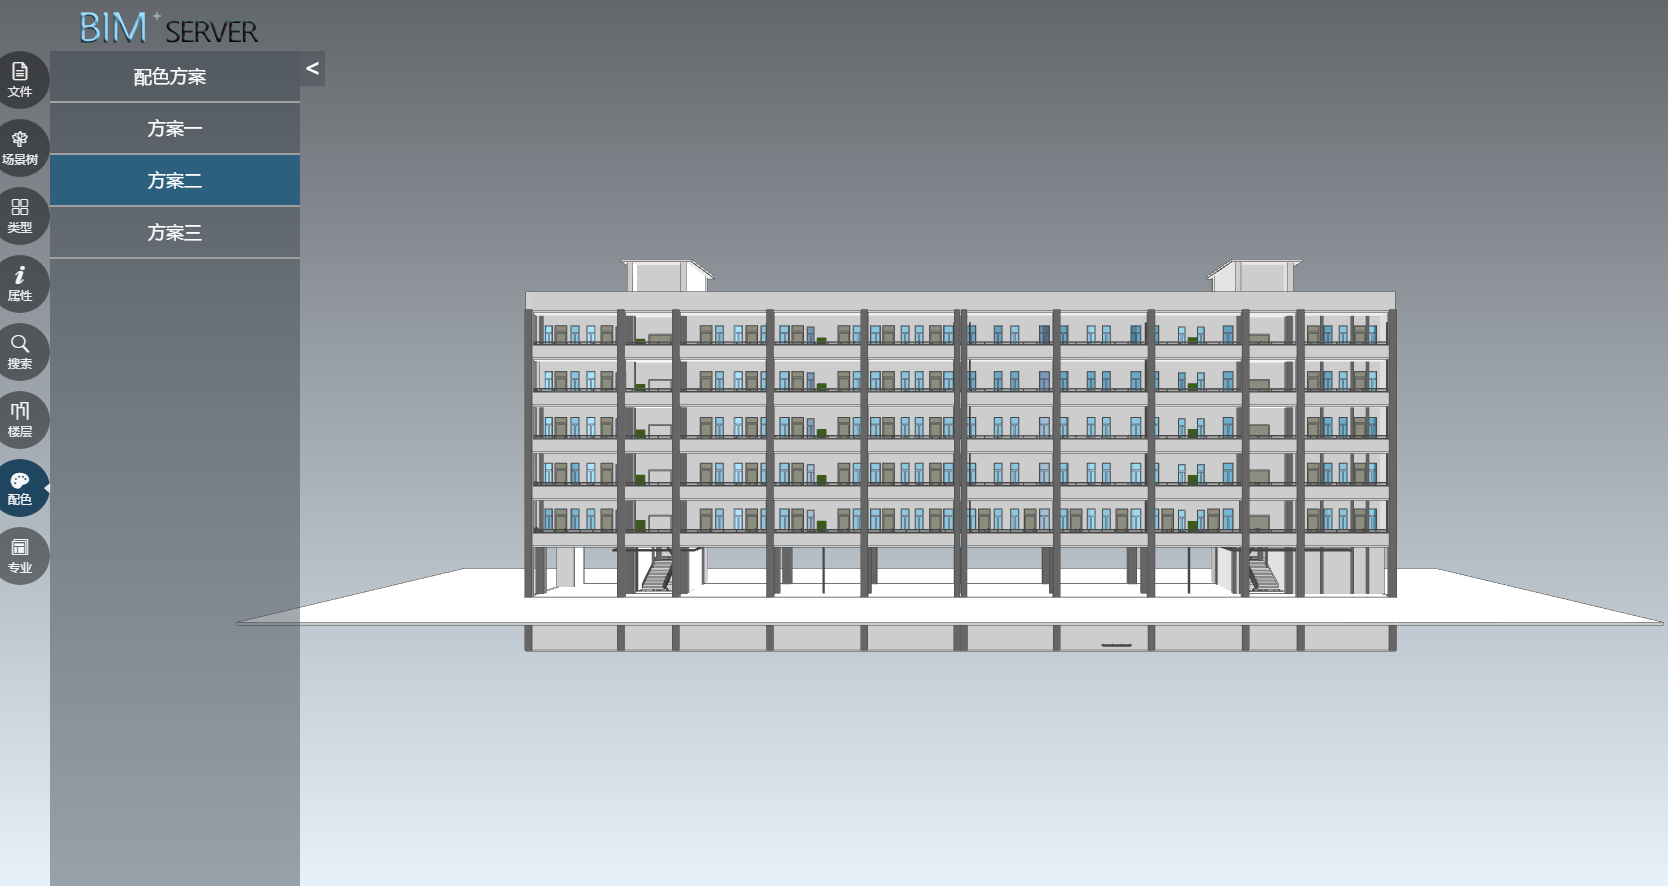 BIM+ SERVER
配色方案
<
方案一
方案二
方案三
文件
场景树
类型
属性
搜索
楼层
配色
专业